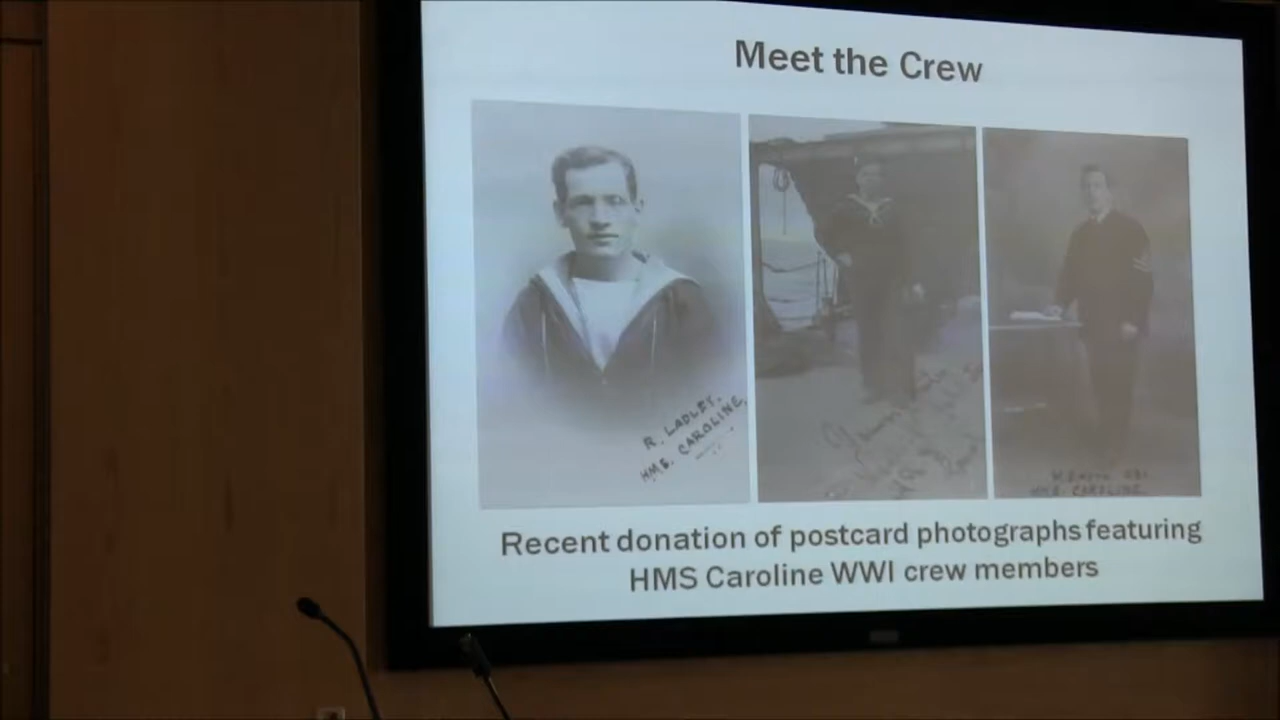 Meet the Crew
R. LADLEY.
HMS. CAROLINE.
HMS. CAROLINE
Recent donation of postcard photographs featuring
HMS Caroline WWI crew members